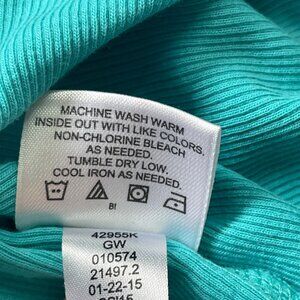 MACHINE WASH WARM
INSIDE OUT WITH LIKE COLORS.
NON-CHLORINE BLEACH
AS NEEDED.
TUMBLE DRY LOW.
COOL IRON AS NEEDED.
42955K
GW
010574
21497.2
01-22-15